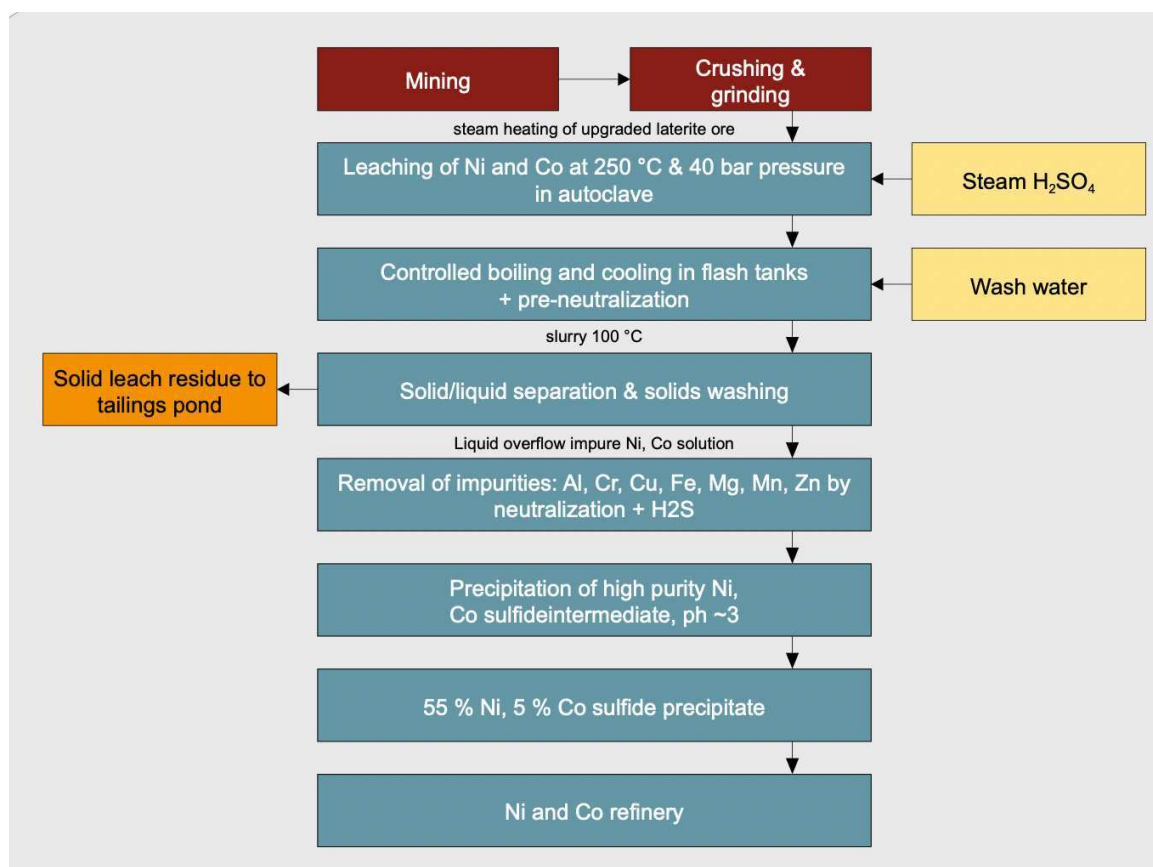 Mining
Crushing &
grinding
steam heating of upgraded laterite ore
Leaching of Ni and Co at 250 °C & 40 bar pressure
in autoclave
Steam H₂SO₄
Controlled boiling and cooling in flash tanks
+ pre-neutralization
Wash water
slurry 100 °C
Solid leach residue to
tailings pond
Solid/liquid separation & solids washing
Liquid overflow impure Ni, Co solution
Removal of impurities: Al, Cr, Cu, Fe, Mg, Mn, Zn by
neutralization + H2S
Precipitation of high purity Ni,
Co sulfideintermediate, ph ~3
55 % Ni, 5 % Co sulfide precipitate
Ni and Co refinery